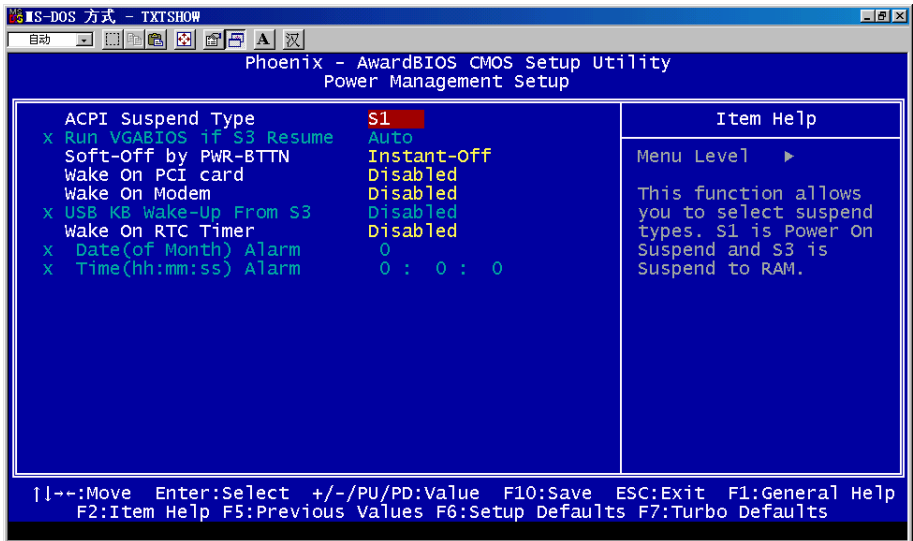 MS-DOS 方式 - TXTSHOW
自动
A 汉
Phoenix - AwardBIOS CMOS Setup Utility
Power Management Setup
ACPI Suspend Type S1
x Run VGABIOS if S3 Resume Auto
Soft-Off by PWR-BTTN Instant-Off
Wake On PCI card Disabled
Wake On Modem Disabled
x USB KB Wake-Up From S3 Disabled
Wake On RTC Timer Disabled
x Date(of Month) Alarm 0
x Time(hh:mm:ss) Alarm 0 : 0 : 0
Item Help
Menu Level ▶
This function allows
you to select suspend
types. S1 is Power On
Suspend and S3 is
Suspend to RAM.
↑↓→←:Move Enter:Select +/-/PU/PD:Value F10:Save ESC:Exit F1:General Help
F2:Item Help F5:Previous Values F6:Setup Defaults F7:Turbo Defaults